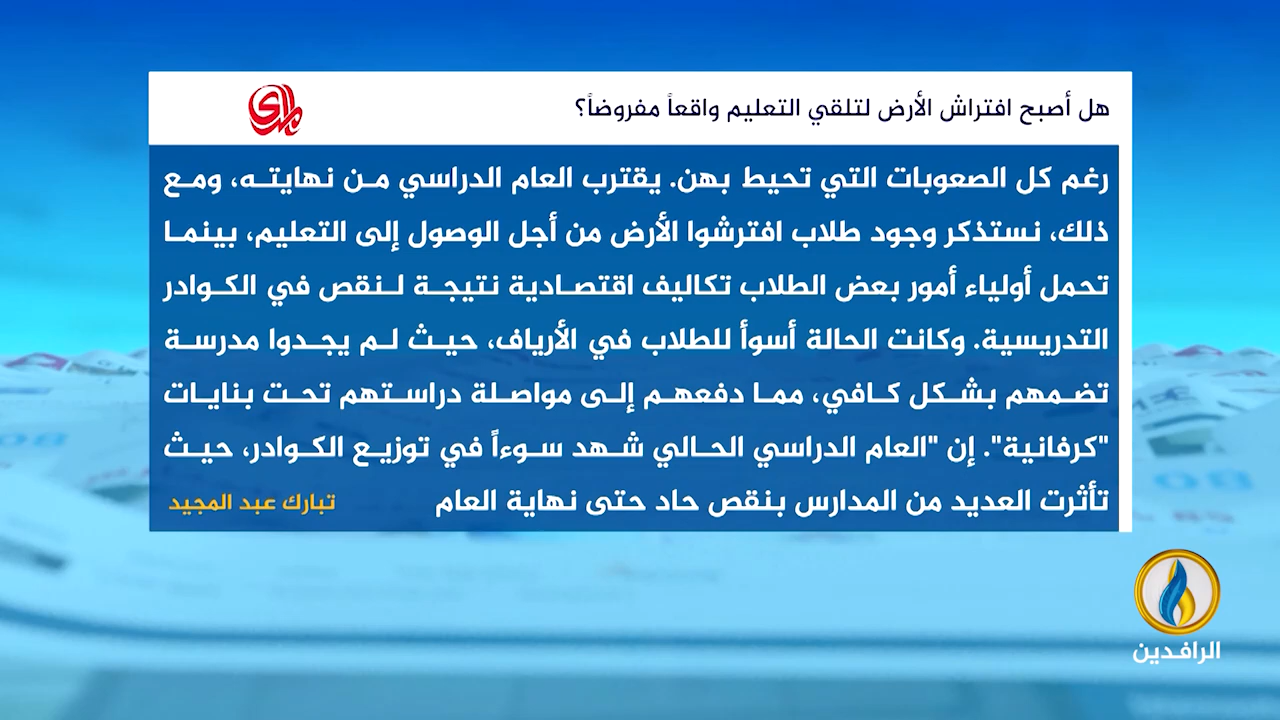 هل أصبح افتراش الأرض لتلقي التعليم واقعاً مفروضاً؟
المدى
رغم كل الصعوبات التي تحيط بهن. يقترب العام الدراسي من نهايته، ومع
ذلك، نستذكر وجود طلاب افترشوا الأرض من أجل الوصول إلى التعليم، بينما
تحمل أولياء أمور بعض الطلاب تكاليف اقتصادية نتيجة لنقص في الكوادر
التدريسية. وكانت الحالة أسوأ للطلاب في الأرياف، حيث لم يجدوا مدرسة
تضمهم بشكل كافي، مما دفعهم إلى مواصلة دراستهم تحت بنايات
"كرفانية". إن "العام الدراسي الحالي شهد سوءاً في توزيع الكوادر، حيث
تأثرت العديد من المدارس بنقص حاد حتى نهاية العام
تبارك عبد المجيد
الرافدين